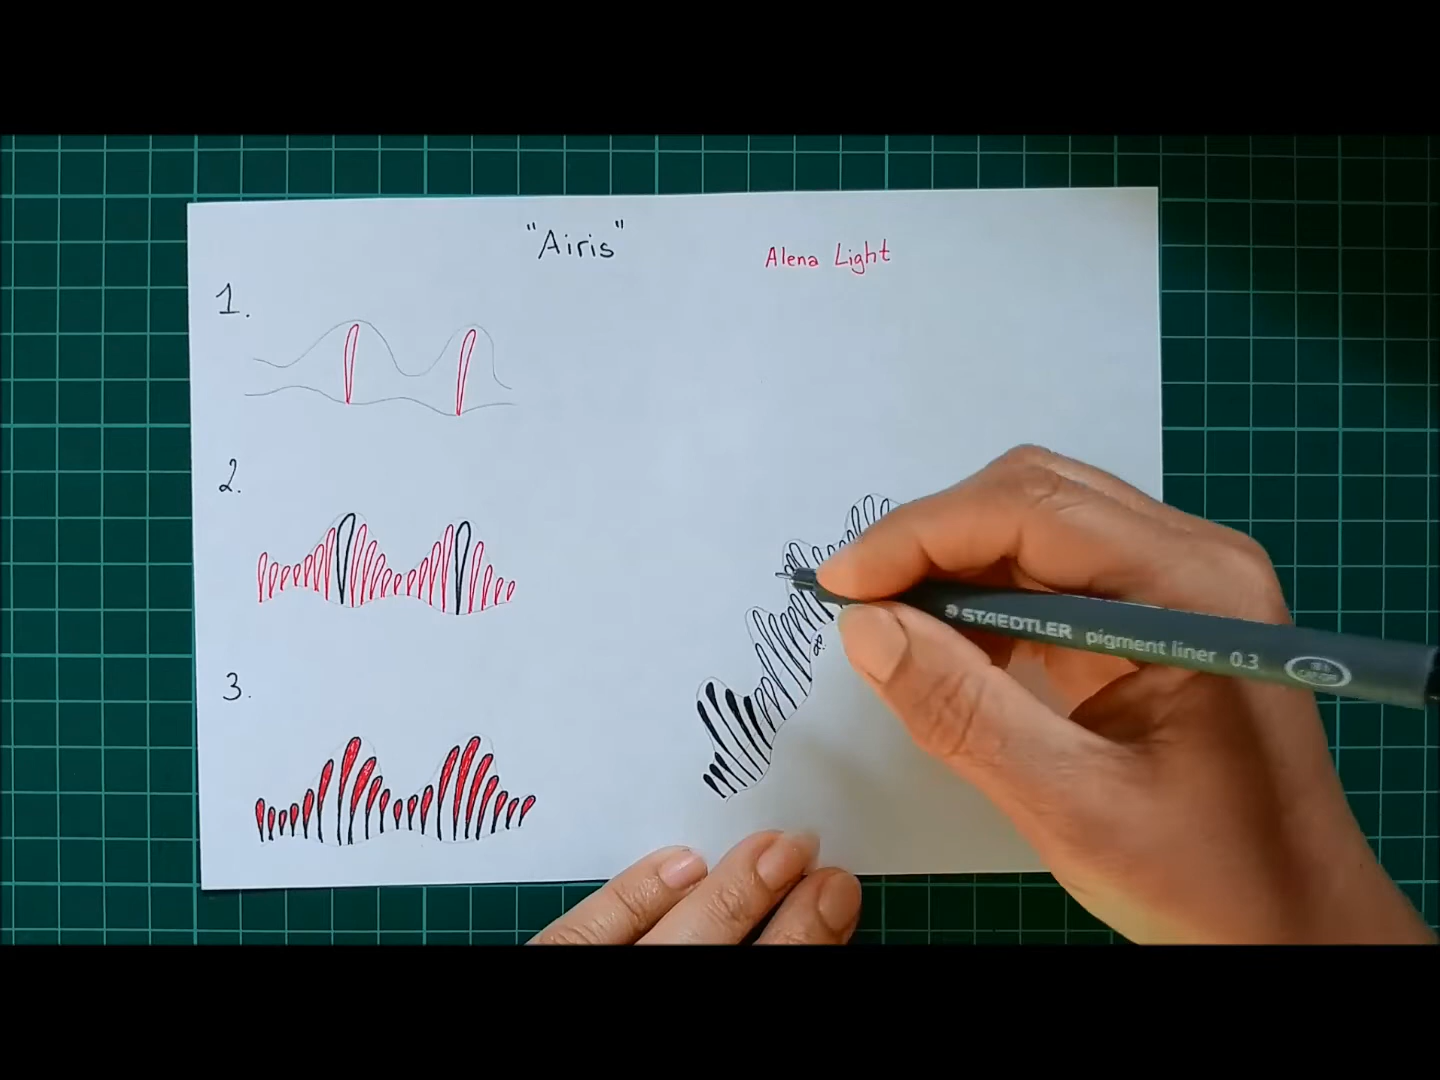 "Airis"
Alena Light
1.
2.
3.
STAEDTLER pigment liner 0.3